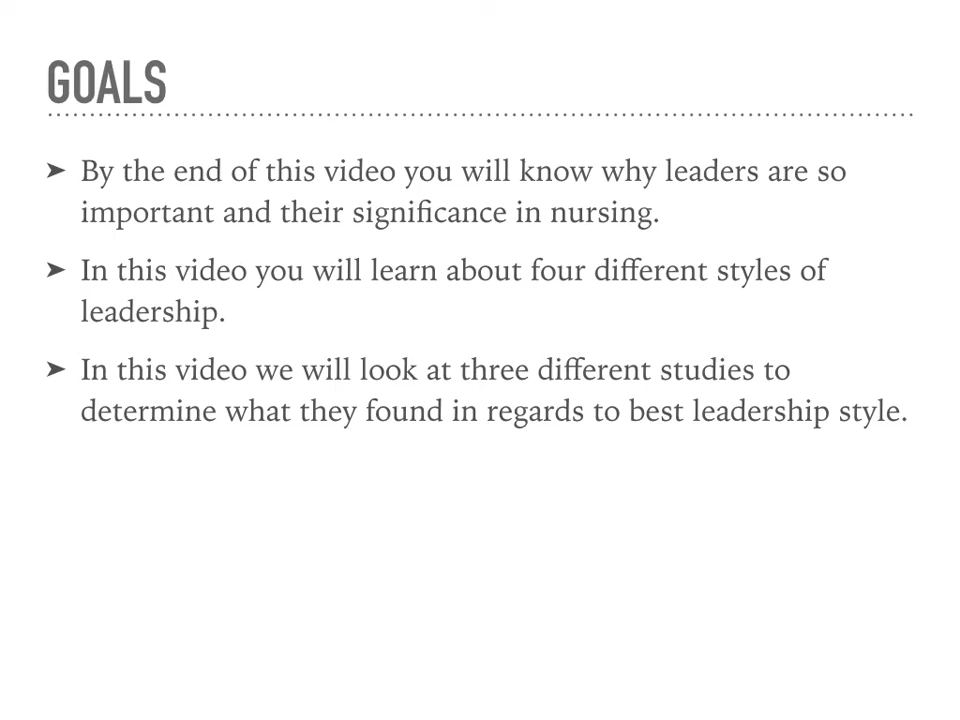 GOALS
➤ By the end of this video you will know why leaders are so
important and their significance in nursing.
➤ In this video you will learn about four different styles of
leadership.
➤ In this video we will look at three different studies to
determine what they found in regards to best leadership style.